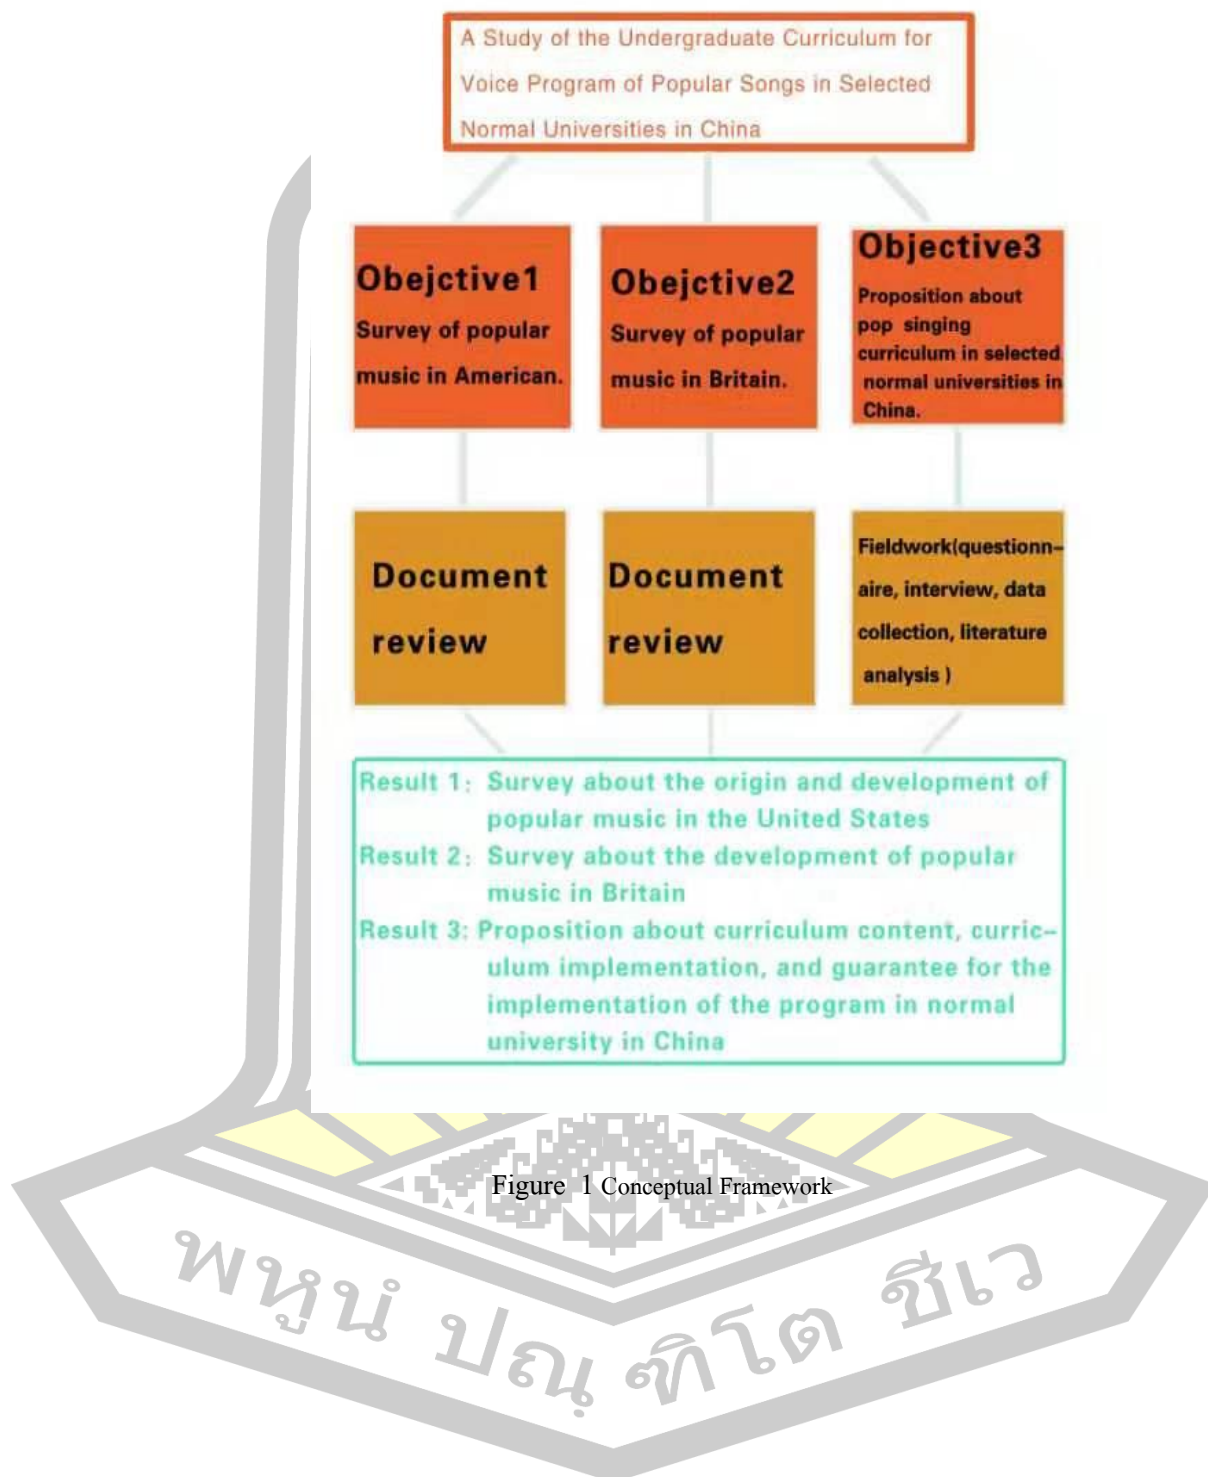 A Study of the Undergraduate Curriculum for
Voice Program of Popular Songs in Selected
Normal Universities in China
Obejctive1
Survey of popular
music in American.
Obejctive2
Survey of popular
music in Britain.
Objective3
Proposition about
pop singing
curriculum in selected
normal universities in
China.
Document
review
Document
review
Fieldwork(questionn-
aire, interview, data
collection, literature
analysis )
Result 1: Survey about the origin and development of
popular music in the United States
Result 2: Survey about the development of popular
music in Britain
Result 3: Proposition about curriculum content, curric-
ulum implementation, and guarantee for the
implementation of the program in normal
university in China
Figure 1 Conceptual Framework
พหูนํ ปณฺฑิโต ชีเว